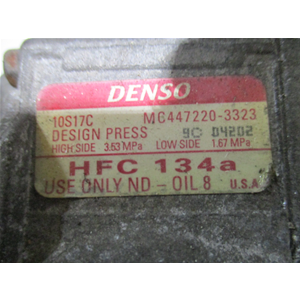 DENSO
10S17C MC447220-3323
DESIGN PRESS 9C 04202
HIGH SIDE 3.53 MPa LOW SIDE 1.67 MPa
HFC 134a
USE ONLY ND-OIL 8 U.S.A